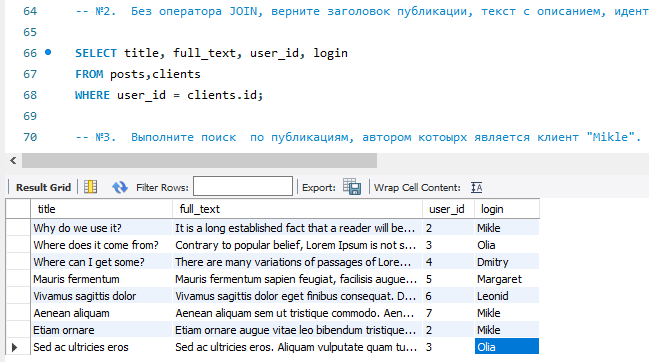 64 -- №2. Без оператора JOIN, верните заголовок публикации, текст с описанием, идент
65
66 SELECT title, full_text, user_id, login
67 FROM posts,clients
68 WHERE user_id = clients.id;
69
70 -- №3. Выполните поиск по публикациям, автором котоырх является клиент "Mikle".
Result Grid Filter Rows: Export: Wrap Cell Content: IA
title full_text user_id login
Why do we use it? It is a long established fact that a reader will be... 2 Mikle
Where does it come from? Contrary to popular belief, Lorem Ipsum is not s... 3 Olia
Where can I get some? There are many variations of passages of Lore... 4 Dmitry
Mauris fermentum Mauris fermentum sapien feugiat, facilisis augue... 5 Margaret
Vivamus sagittis dolor Vivamus sagittis dolor eget finibus consequat. D... 6 Leonid
Aenean aliquam Aenean aliquam sem ut tristique commodo. Aen... 7 Mikle
Etiam ornare Etiam ornare augue vitae leo bibendum tristique... 2 Mikle
Sed ac ultricies eros Sed ac ultricies eros. Aliquam vulputate quam tu... 3 Olia